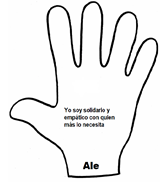 Yo soy solidario y
empático con quien
más lo necesita
Ale